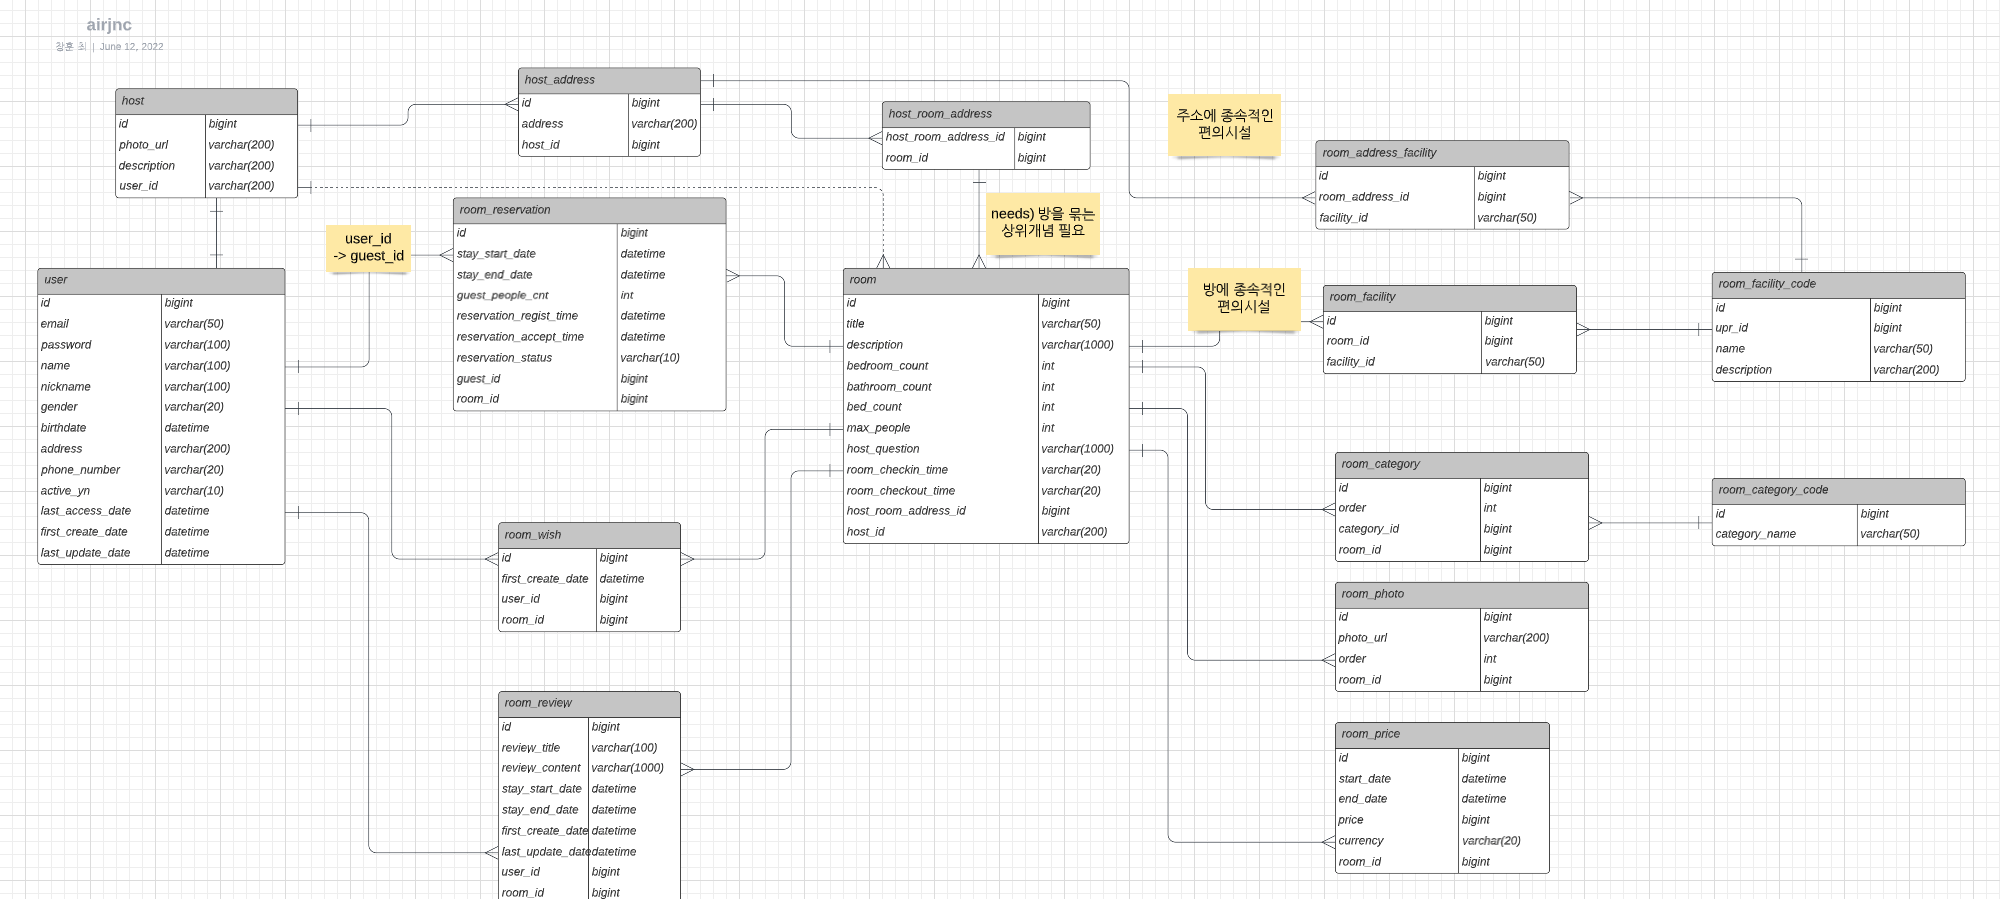 airjnc
창훈 최 | June 12, 2022
host
id bigint
photo_url varchar(200)
description varchar(200)
user_id varchar(200)
host_address
id bigint
address varchar(200)
host_id bigint
host_room_address
host_room_address_id bigint
room_id bigint
주소에 종속적인
편의시설
room_address_facility
id bigint
room_address_id bigint
facility_id varchar(50)
user_id
-> guest_id
room_reservation
id bigint
stay_start_date datetime
stay_end_date datetime
guest_people_cnt int
reservation_regist_time datetime
reservation_accept_time datetime
reservation_status varchar(10)
guest_id bigint
room_id bigint
needs) 방을 묶는
상위개념 필요
user
id bigint
email varchar(50)
password varchar(100)
name varchar(100)
nickname varchar(100)
gender varchar(20)
birthdate datetime
address varchar(200)
phone_number varchar(20)
active_yn varchar(10)
last_access_date datetime
first_create_date datetime
last_update_date datetime
room
id bigint
title varchar(50)
description varchar(1000)
bedroom_count int
bathroom_count int
bed_count int
max_people int
host_question varchar(1000)
room_checkin_time varchar(20)
room_checkout_time varchar(20)
host_room_address_id bigint
host_id varchar(200)
방에 종속적인
편의시설
room_facility
id bigint
room_id bigint
facility_id varchar(50)
room_facility_code
id bigint
upr_id bigint
name varchar(50)
description varchar(200)
room_category
id bigint
order int
category_id bigint
room_id bigint
room_category_code
id bigint
category_name varchar(50)
room_wish
id bigint
first_create_date datetime
user_id bigint
room_id bigint
room_photo
id bigint
photo_url varchar(200)
order int
room_id bigint
room_review
id bigint
review_title varchar(100)
review_content varchar(1000)
stay_start_date datetime
stay_end_date datetime
first_create_date datetime
last_update_date datetime
user_id bigint
room_id bigint
room_price
id bigint
start_date datetime
end_date datetime
price bigint
currency varchar(20)
room_id bigint